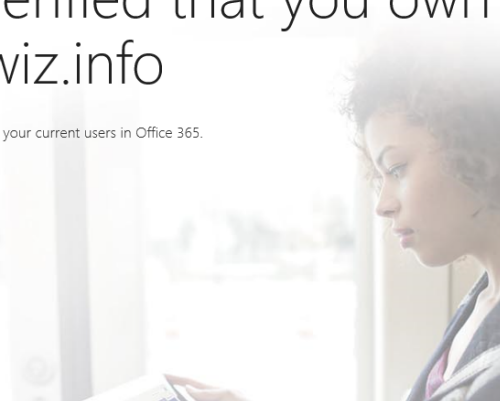 erified that you own
wiz.info
your current users in Office 365.